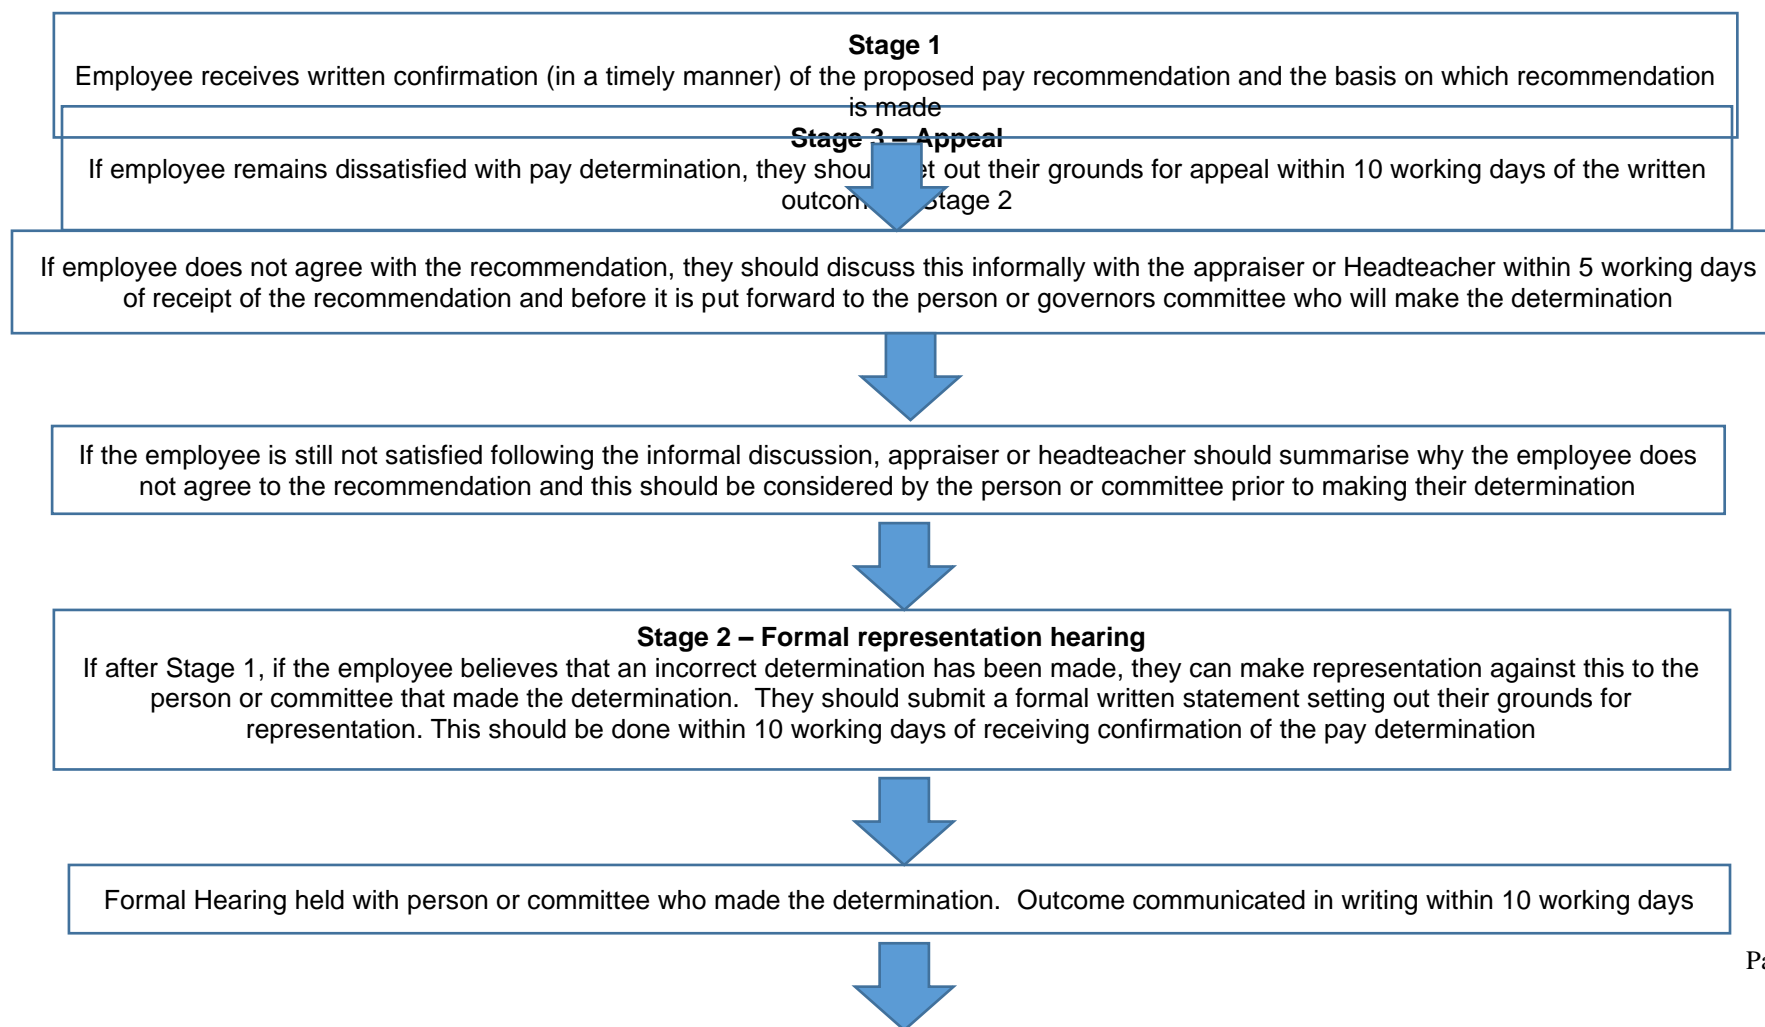 Stage 1
Employee receives written confirmation (in a timely manner) of the proposed pay recommendation and the basis on which recommendation
is made
Stage 3 – Appeal
If employee remains dissatisfied with pay determination, they shou et out their grounds for appeal within 10 working days of the written
outcom Stage 2
If employee does not agree with the recommendation, they should discuss this informally with the appraiser or Headteacher within 5 working days
of receipt of the recommendation and before it is put forward to the person or governors committee who will make the determination
If the employee is still not satisfied following the informal discussion, appraiser or headteacher should summarise why the employee does
not agree to the recommendation and this should be considered by the person or committee prior to making their determination
Stage 2 – Formal representation hearing
If after Stage 1, if the employee believes that an incorrect determination has been made, they can make representation against this to the
person or committee that made the determination.  They should submit a formal written statement setting out their grounds for
representation. This should be done within 10 working days of receiving confirmation of the pay determination
Formal Hearing held with person or committee who made the determination.  Outcome communicated in writing within 10 working days
Pa